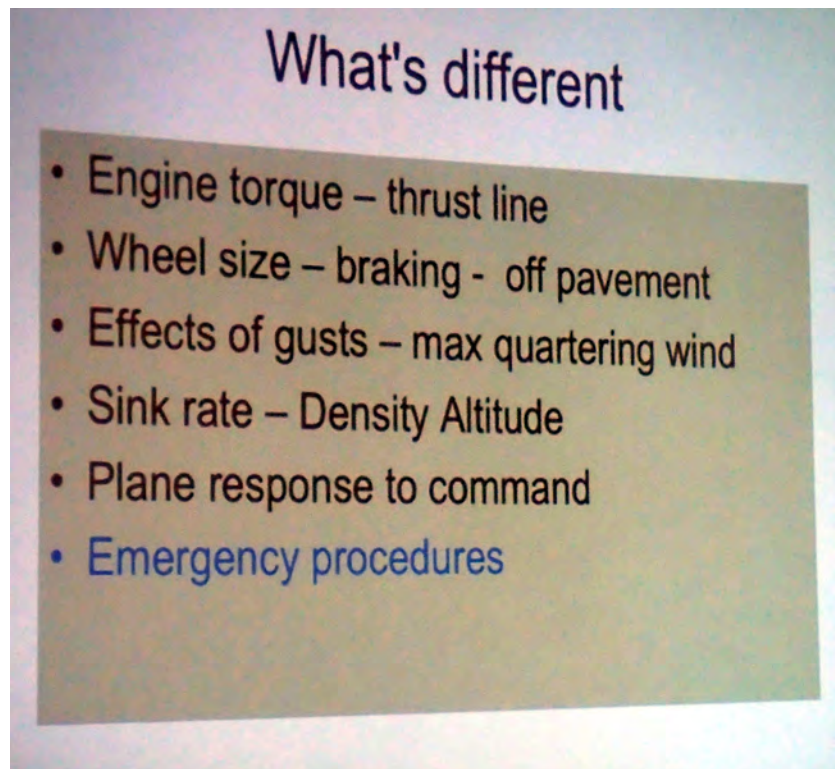 What's different
• Engine torque – thrust line
• Wheel size – braking - off pavement
• Effects of gusts – max quartering wind
• Sink rate – Density Altitude
• Plane response to command
• Emergency procedures